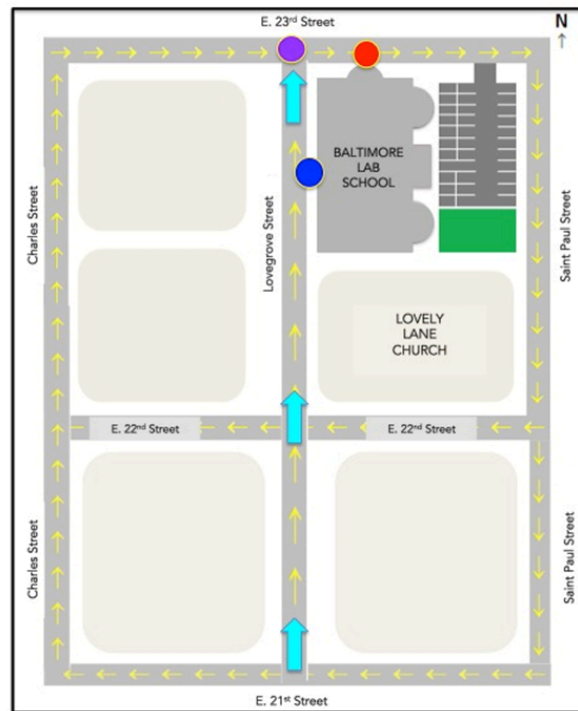 E. 23rd Street
N
BALTIMORE
LAB
SCHOOL
Charles Street
Lovegrove Street
Saint Paul Street
LOVELY
LANE
CHURCH
E. 22nd Street
E. 22nd Street
Charles Street
Saint Paul Street
E. 21st Street